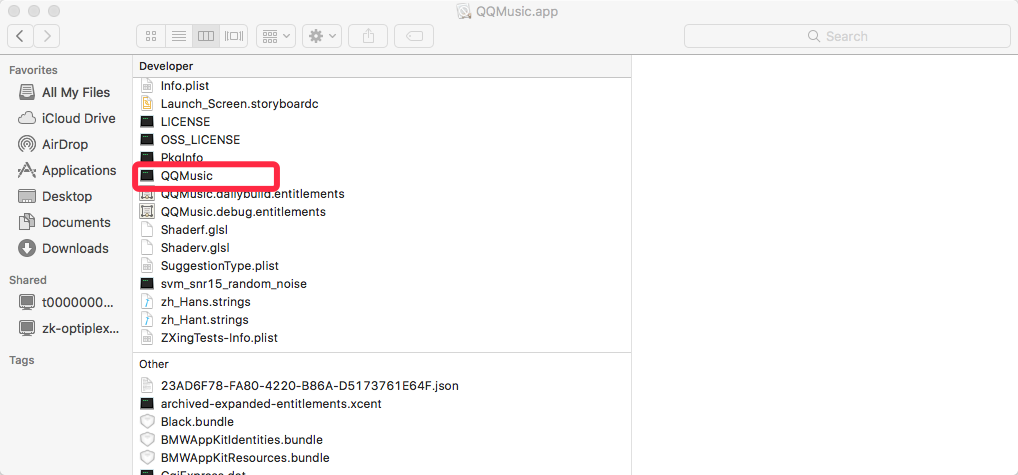 QQMusic.app
Search
Favorites
All My Files
iCloud Drive
AirDrop
Applications
Desktop
Documents
Downloads
Shared
t0000000...
zk-optiplex...
Tags
Developer
Info.plist
Launch_Screen.storyboardc
LICENSE
OSS_LICENSE
PkgInfo
QQMusic
QQMusic.dailybuild.entitlements
QQMusic.debug.entitlements
Shaderf.glsl
Shaderv.glsl
SuggestionType.plist
svm_snr15_random_noise
zh_Hans.strings
zh_Hant.strings
ZXingTests-Info.plist
Other
23AD6F78-FA80-4220-B86A-D5173761E64F.json
archived-expanded-entitlements.xcent
Black.bundle
BMWAppKitIdentities.bundle
BMWAppKitResources.bundle
CgiExpress.dat